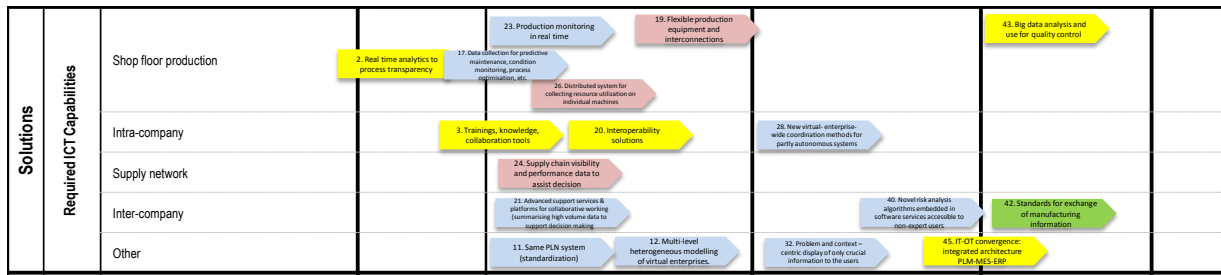 Solutions
Required ICT Capabilities
Shop floor production
23. Production monitoring
in real time
19. Flexible production
equipment and
interconnections
43. Big data analysis and
use for quality control
2. Real time analytics to
process transparency
17. Data collection for predictive
maintenance, condition
monitoring, process
optimisation, etc.
26. Distributed system for
collecting resource utilization on
individual machines
Intra-company
3. Trainings, knowledge,
collaboration tools
20. Interoperability
solutions
28. New virtual- enterprise-
wide coordination methods for
partly autonomous systems
Supply network
24. Supply chain visibility
and performance data to
assist decision
Inter-company
21. Advanced support services &
platforms for collaborative working
(summarising high volume data to
support decision making
40. Novel risk analysis
algorithms embedded in
software services accessible to
non-expert users
42. Standards for exchange
of manufacturing
information
Other
11. Same PLN system
(standardization)
12. Multi-level
heterogeneous modelling
of virtual enterprises.
32. Problem and context –
centric display of only crucial
information to the users
45. IT-OT convergence:
integrated architecture
PLM-MES-ERP